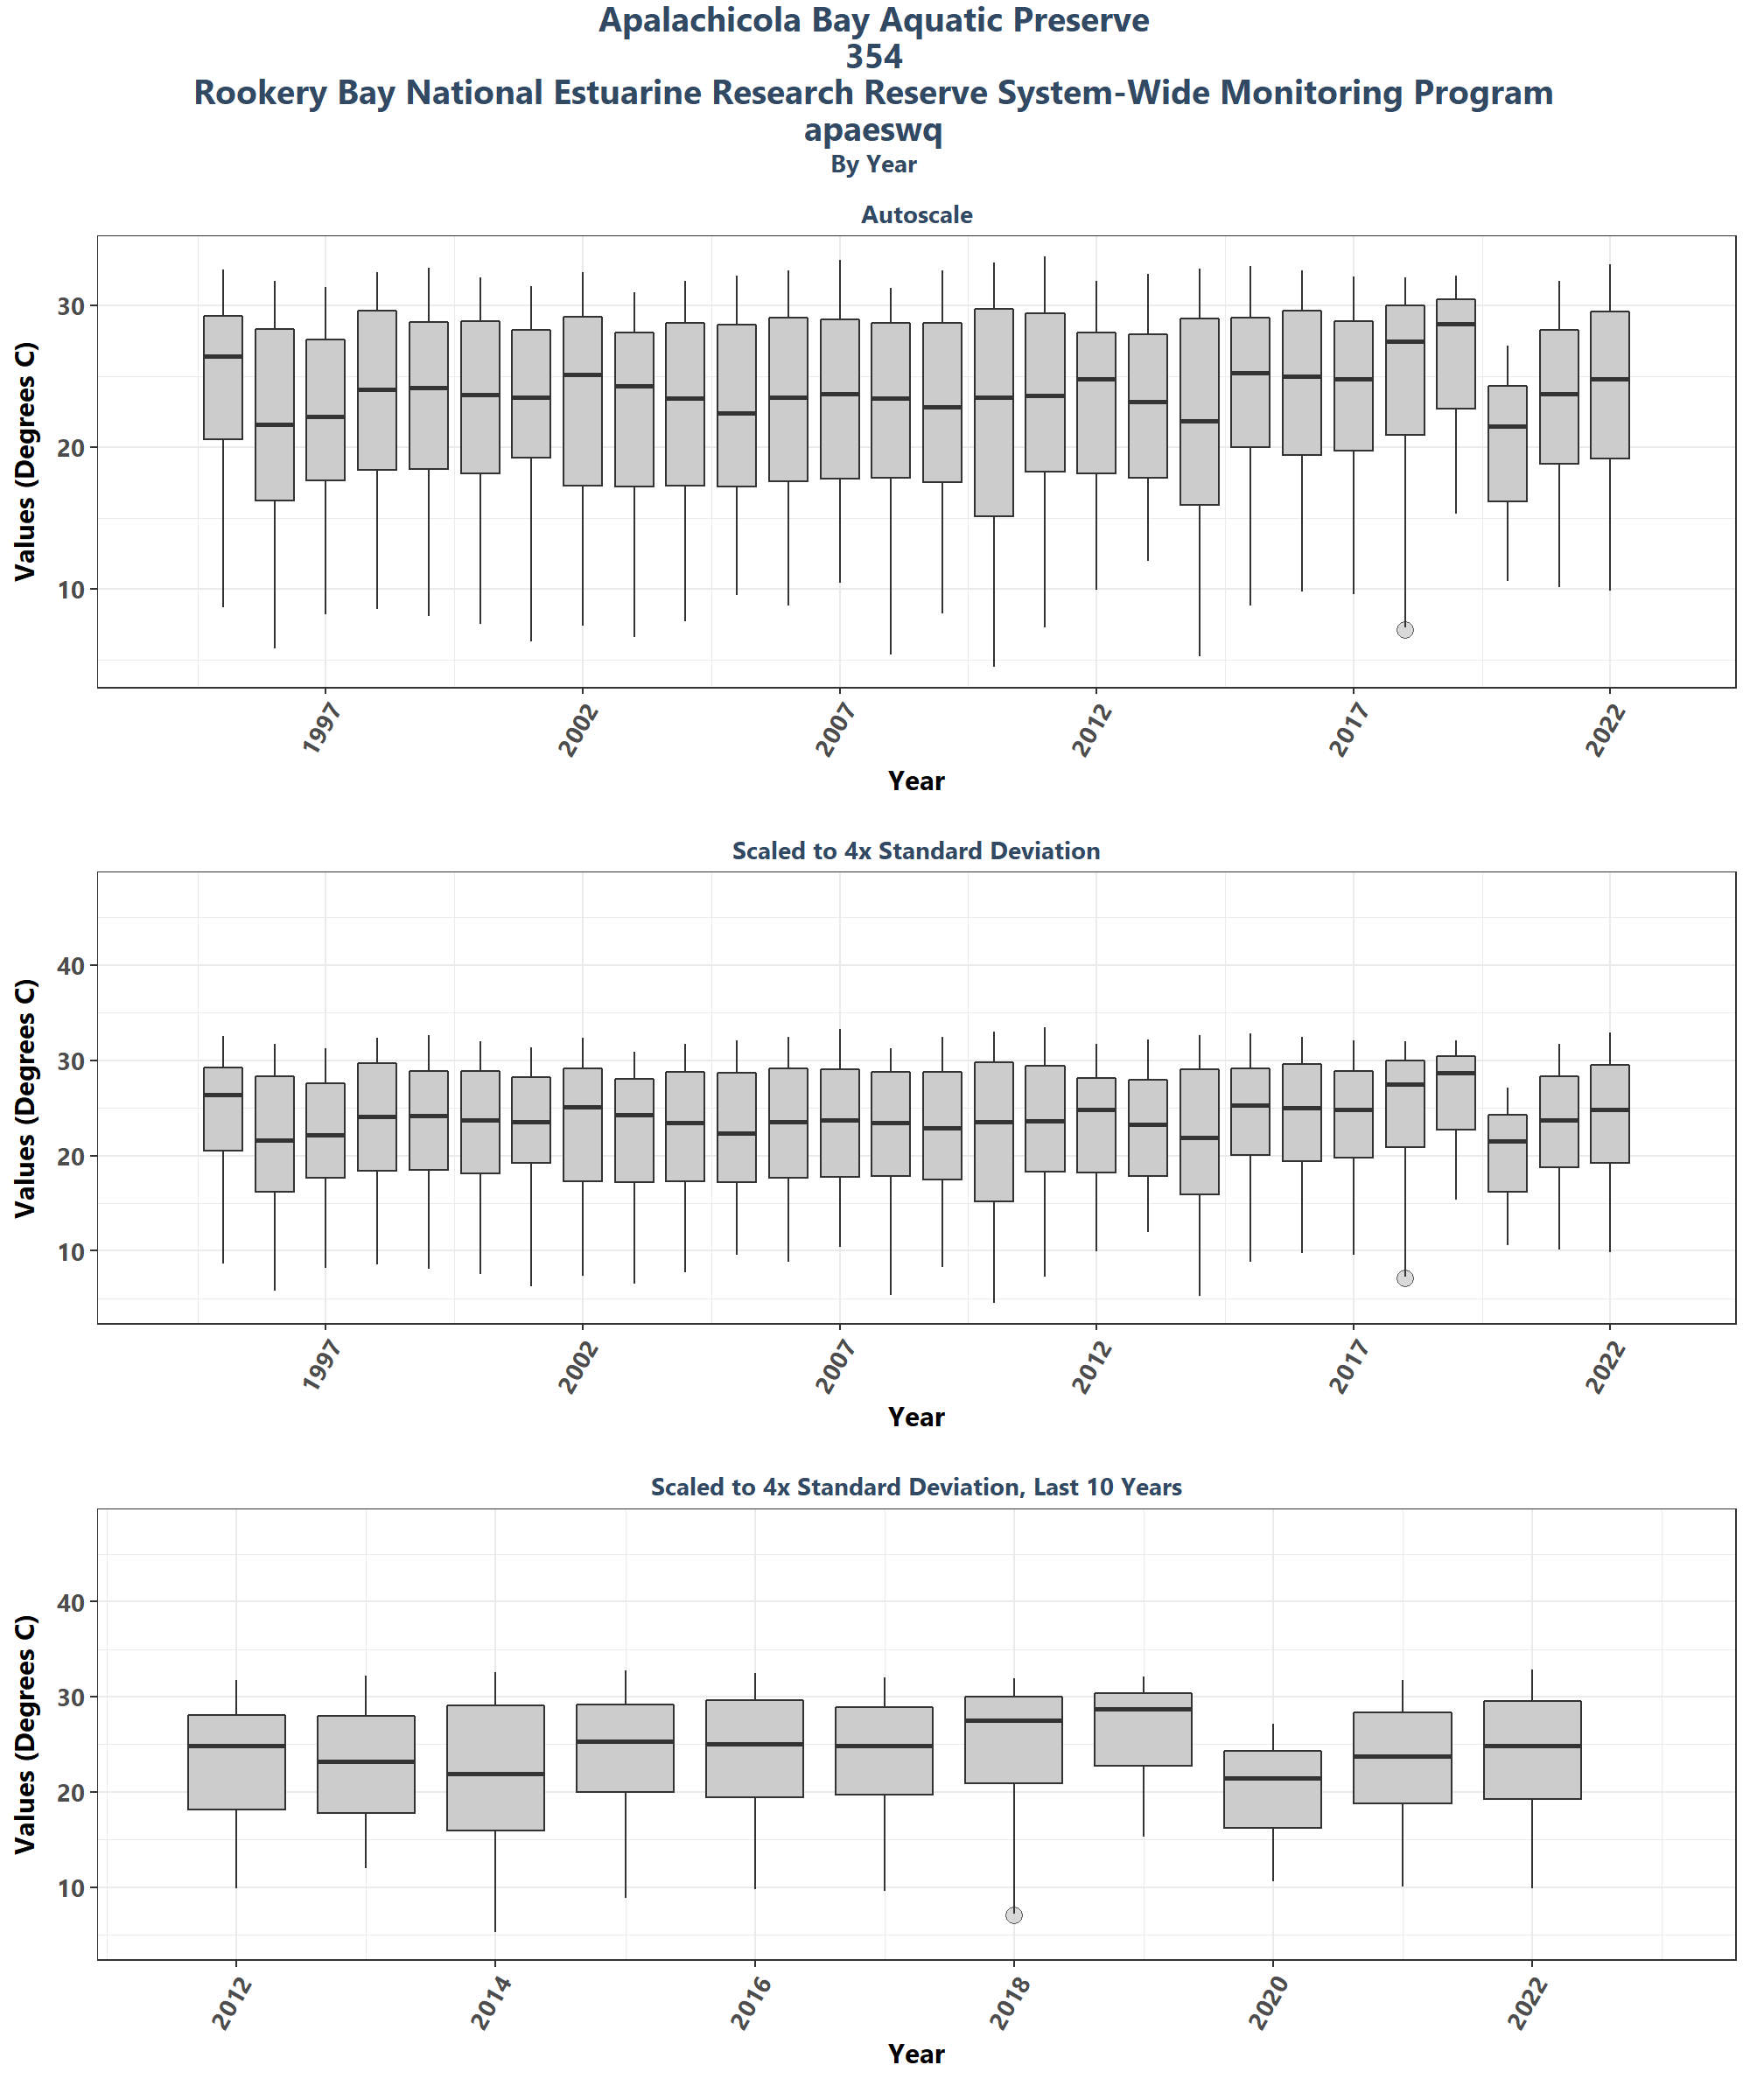 Apalachicola Bay Aquatic Preserve
354
Rookery Bay National Estuarine Research Reserve System-Wide Monitoring Program
apaeswq
By Year
Autoscale
Values (Degrees C)
30
20
10
1997
2002
2007
2012
2017
2022
Year
Scaled to 4x Standard Deviation
Values (Degrees C)
40
30
20
10
1997
2002
2007
2012
2017
2022
Year
Scaled to 4x Standard Deviation, Last 10 Years
Values (Degrees C)
40
30
20
10
2012
2014
2016
2018
2020
2022
Year